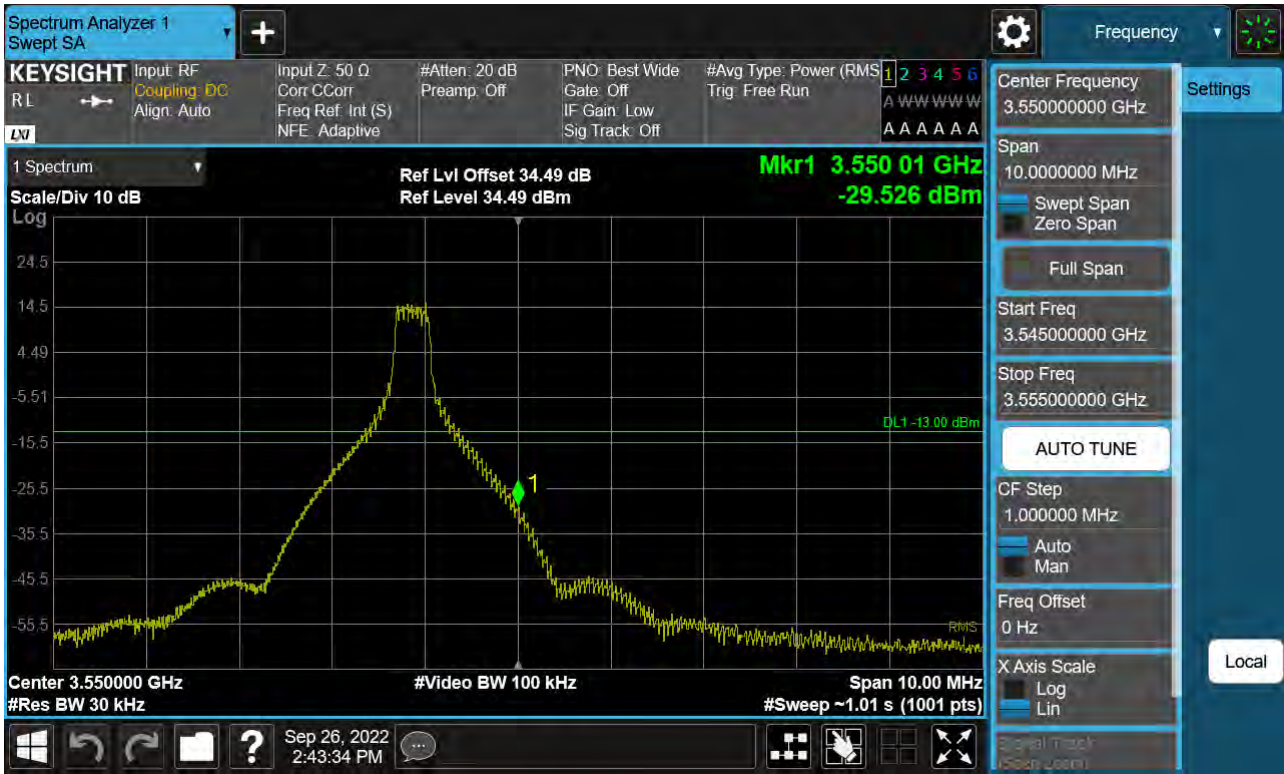 Spectrum Analyzer 1
Swept SA
Frequency
KEYSIGHT
RL
LXI
Input: RF
Coupling: DC
Align: Auto
Input Z: 50 Ω
Corr CCorr
Freq Ref: Int (S)
NFE: Adaptive
#Atten: 20 dB
Preamp: Off
PNO: Best Wide
Gate: Off
IF Gain: Low
Sig Track: Off
#Avg Type: Power (RMS
Trig: Free Run
1 2 3 4 5 6
A W W W W W
A A A A A A
1 Spectrum
Scale/Div 10 dB
Log
Ref Lvl Offset 34.49 dB
Ref Level 34.49 dBm
Mkr1 3.550 01 GHz
-29.526 dBm
24.5
14.5
4.49
-5.51
-15.5
-25.5
-35.5
-45.5
-55.5
DL1 -13.00 dBm
1
RMS
Center 3.550000 GHz
#Video BW 100 kHz
Span 10.00 MHz
#Res BW 30 kHz
#Sweep ~1.01 s (1001 pts)
Center Frequency
3.550000000 GHz
Settings
Span
10.0000000 MHz
Swept Span
Zero Span
Full Span
Start Freq
3.545000000 GHz
Stop Freq
3.555000000 GHz
AUTO TUNE
CF Step
1.000000 MHz
Auto
Man
Freq Offset
0 Hz
X Axis Scale
Log
Lin
Local
Signal Track
(Span Zoom)
?
Sep 26, 2022
2:43:34 PM